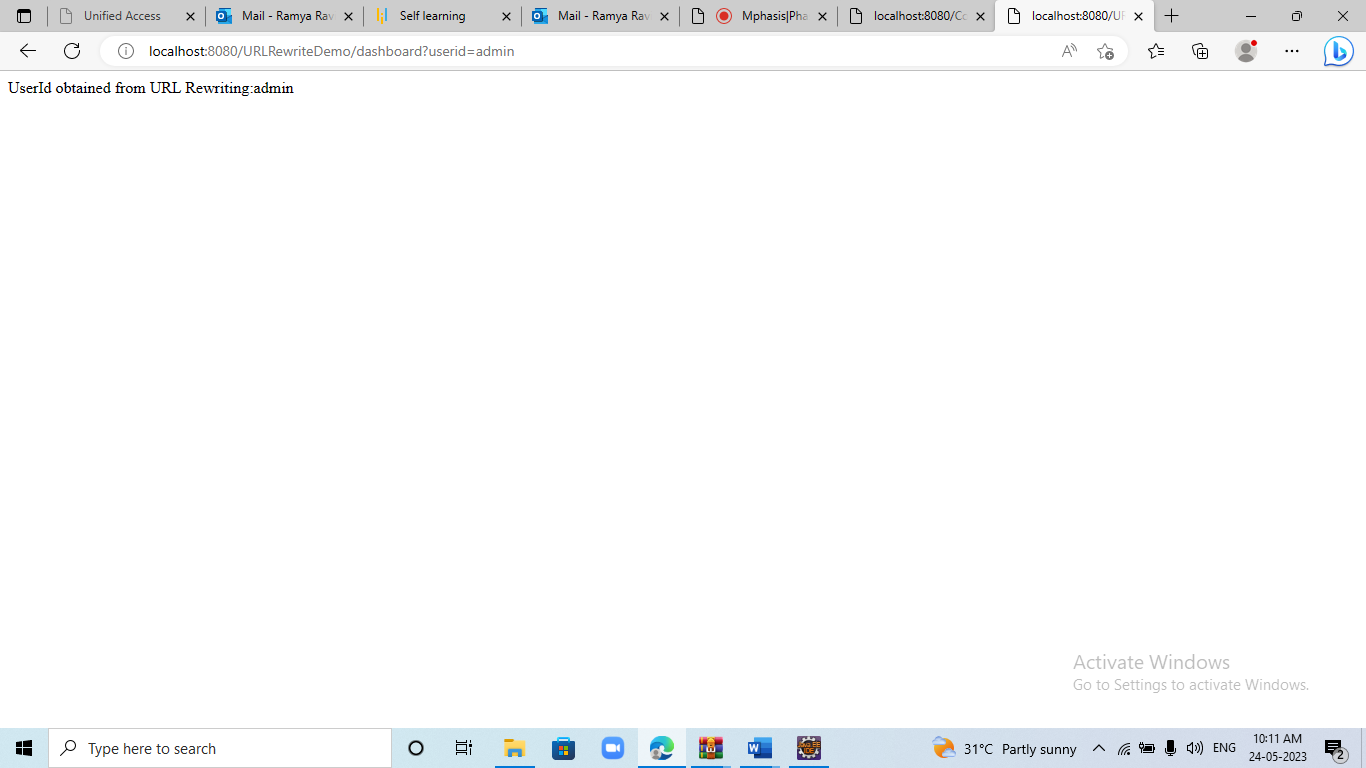 Unified Access
Mail - Ramya Rav
Self learning
Mail - Ramya Rav
Mphasis|Pha
localhost:8080/Co
localhost:8080/UR
localhost:8080/URLRewriteDemo/dashboard?userid=admin
UserId obtained from URL Rewriting:admin
Activate Windows
Go to Settings to activate Windows.
Type here to search
31°C Partly sunny
ENG
10:11 AM
24-05-2023
2